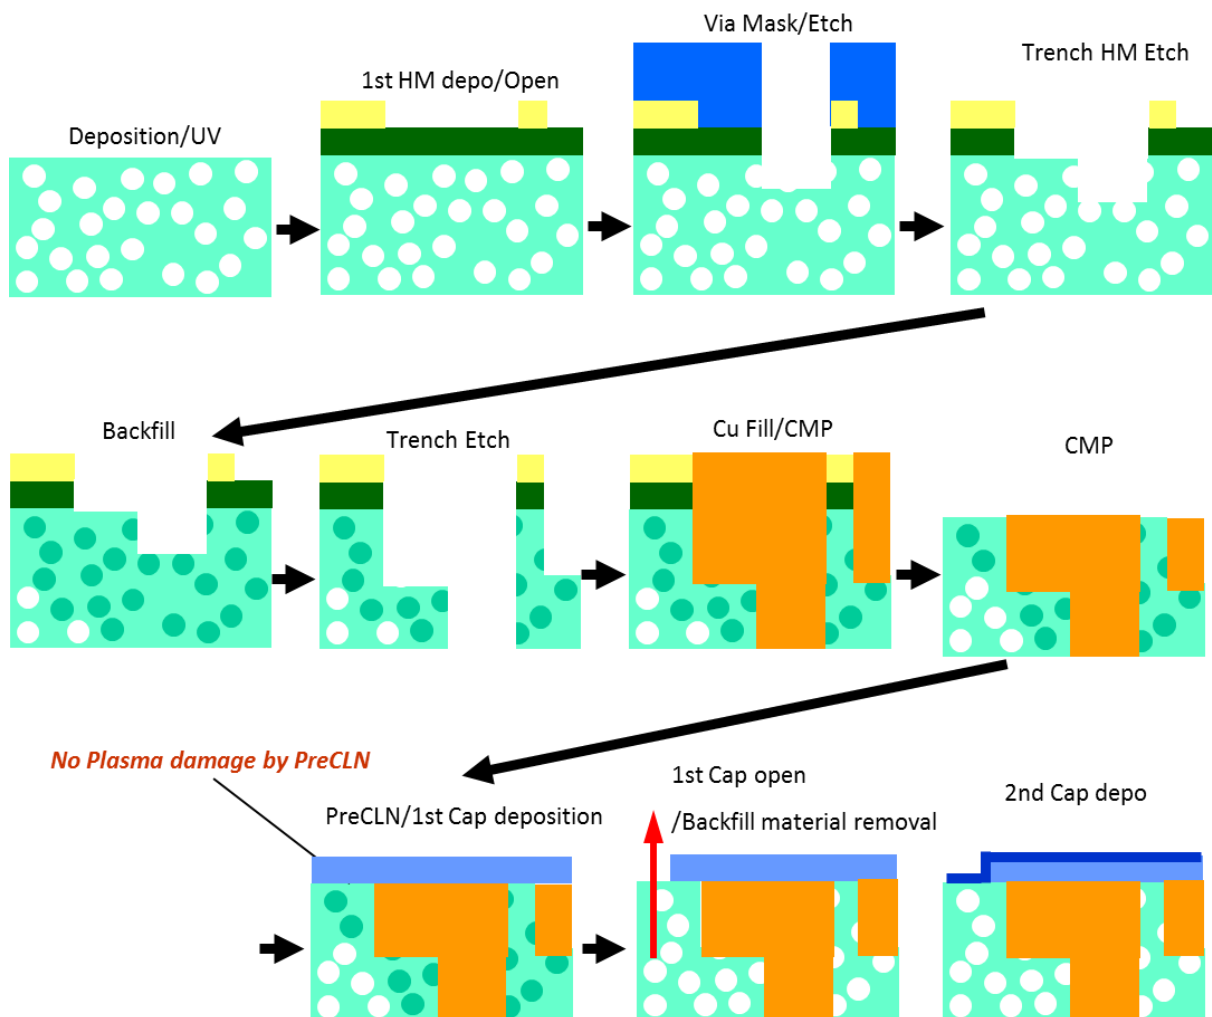 Deposition/UV
1st HM depo/Open
Via Mask/Etch
Trench HM Etch
Backfill
Trench Etch
Cu Fill/CMP
CMP
No Plasma damage by PreCLN
PreCLN/1st Cap deposition
1st Cap open
/Backfill material removal
2nd Cap depo